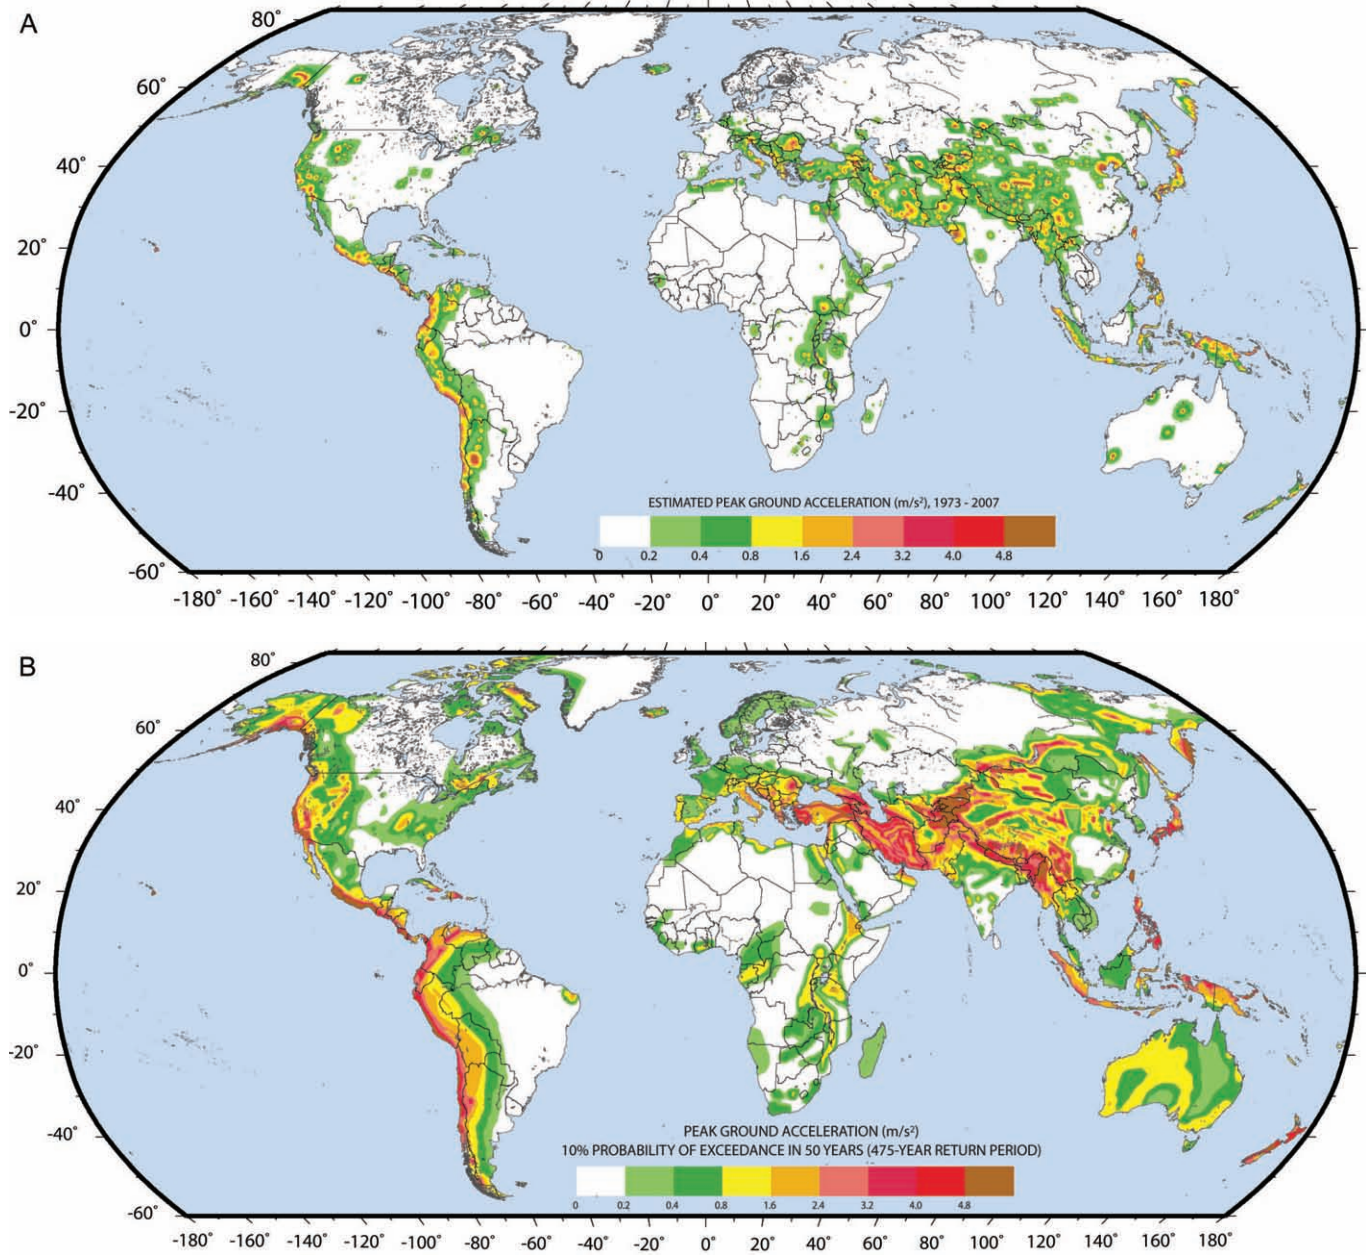 A
80°
60°
40°
20°
0°
-20°
-40°
-60°
ESTIMATED PEAK GROUND ACCELERATION (m/s²), 1973 - 2007
0 0.2 0.4 0.8 1.6 2.4 3.2 4.0 4.8
-180° -160° -140° -120° -100° -80° -60° -40° -20° 0° 20° 40° 60° 80° 100° 120° 140° 160° 180°
B
80°
60°
40°
20°
0°
-20°
-40°
-60°
PEAK GROUND ACCELERATION (m/s²)
10% PROBABILITY OF EXCEEDANCE IN 50 YEARS (475-YEAR RETURN PERIOD)
0 0.2 0.4 0.8 1.6 2.4 3.2 4.0 4.8
-180° -160° -140° -120° -100° -80° -60° -40° -20° 0° 20° 40° 60° 80° 100° 120° 140° 160° 180°